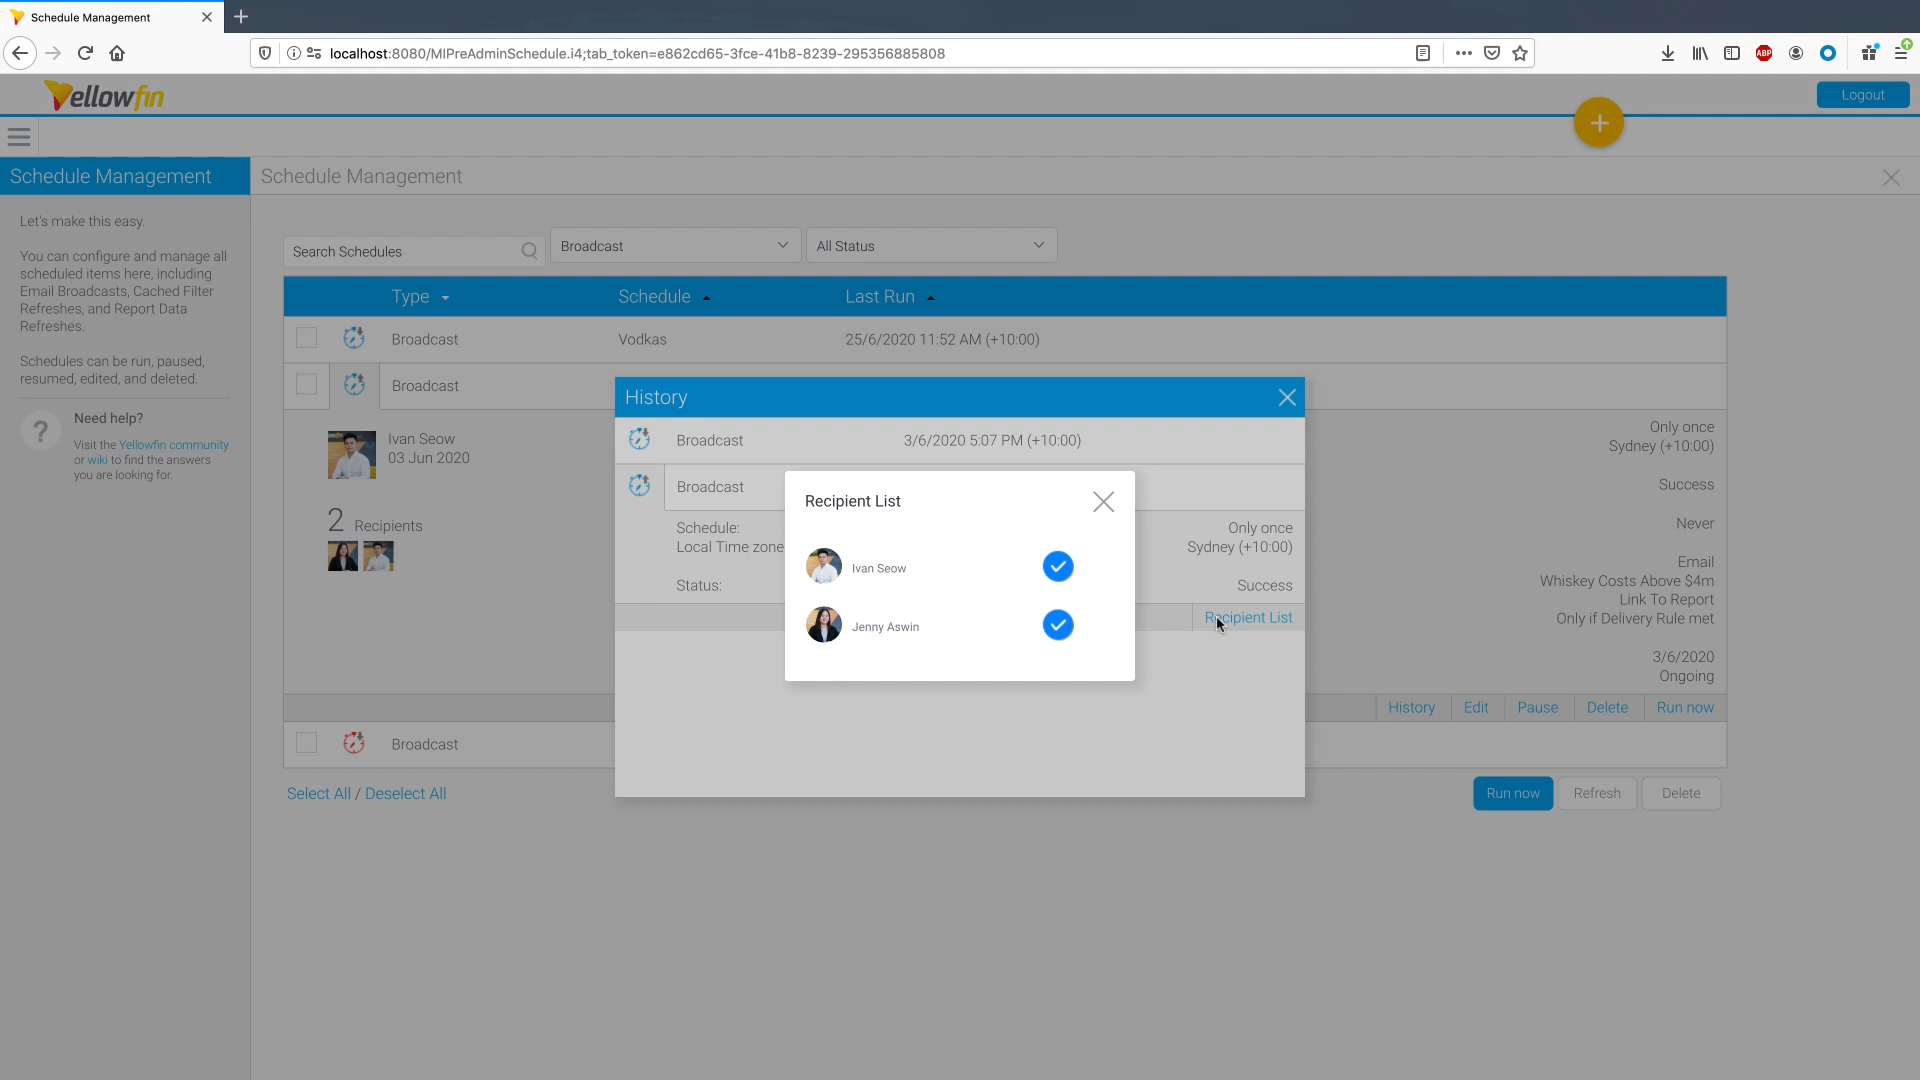 Schedule Management
localhost:8080/MIPreAdminSchedule.i4;tab_token=e862cd65-3fce-41b8-8239-295356885808
ABP
Yellowfin
Logout
Schedule Management
Schedule Management
Let's make this easy.
You can configure and manage all
scheduled items here, including
Email Broadcasts, Cached Filter
Refreshes, and Report Data
Refreshes.
Schedules can be run, paused,
resumed, edited, and deleted.
?
Need help?
Visit the Yellowfin community
or wiki to find the answers
you are looking for.
Search Schedules
Broadcast
All Status
Type
Schedule
Last Run
Broadcast
Vodkas
25/6/2020 11:52 AM (+10:00)
Broadcast
Ivan Seow
03 Jun 2020
2 Recipients
Only once
Sydney (+10:00)
Success
Never
Email
Whiskey Costs Above $4m
Link To Report
Only if Delivery Rule met
3/6/2020
Ongoing
History
Edit
Pause
Delete
Run now
Broadcast
Select All / Deselect All
Run now
Refresh
Delete
History
Broadcast
3/6/2020 5:07 PM (+10:00)
Broadcast
Schedule:
Only once
Local Time zone
Sydney (+10:00)
Status:
Success
Recipient List
Recipient List
Ivan Seow
Jenny Aswin